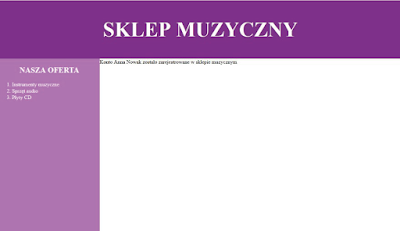 SKLEP MUZYCZNY
NASZA OFERTA
1. Instrumenty muzyczne
2. Sprzęt audio
3. Płyty CD
Konto Anna Nowak zostało zarejestrowane w sklepie muzycznym